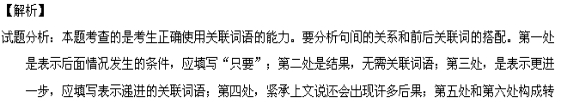 【解析】
试题分析：本题考查的是考生正确使用关联词语的能力。要分析句间的关系和前后关联词的搭配。第一处
是表示后面情况发生的条件，应填写“只要”；第二处是结果，无需关联词语；第三处，是表示更进
一步，应填写表示递进的关联词语；第四处，紧承上文说还会出现许多后果；第五处和第六处构成转